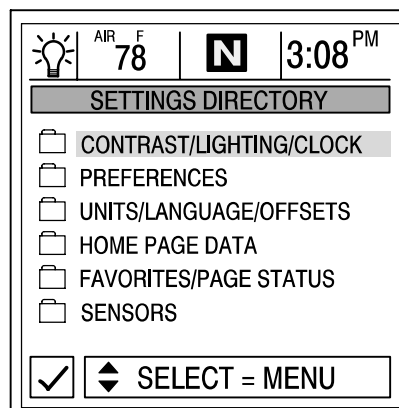 AIR F
78 N 3:08 PM
SETTINGS DIRECTORY
CONTRAST/LIGHTING/CLOCK
PREFERENCES
UNITS/LANGUAGE/OFFSETS
HOME PAGE DATA
FAVORITES/PAGE STATUS
SENSORS
SELECT = MENU